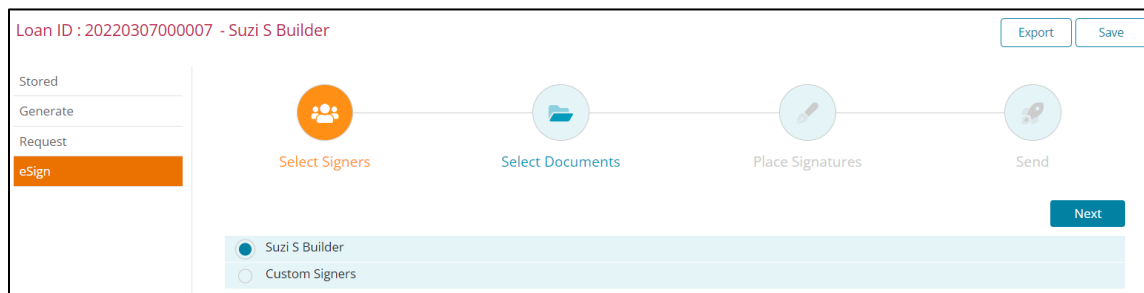 Loan ID : 20220307000007 - Suzi S Builder
Export
Save
Stored
Generate
Request
eSign
Select Signers
Select Documents
Place Signatures
Send
Next
Suzi S Builder
Custom Signers